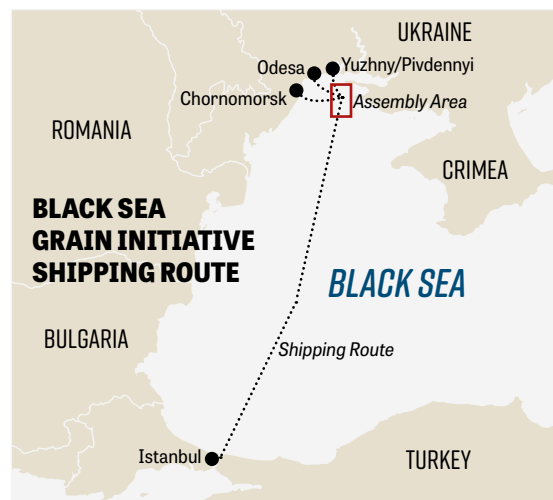 UKRAINE
Odesa
Yuzhny/Pivdennyi
Chornomorsk
Assembly Area
ROMANIA
CRIMEA
BLACK SEA
GRAIN INITIATIVE
SHIPPING ROUTE
BLACK SEA
BULGARIA
Shipping Route
Istanbul
TURKEY